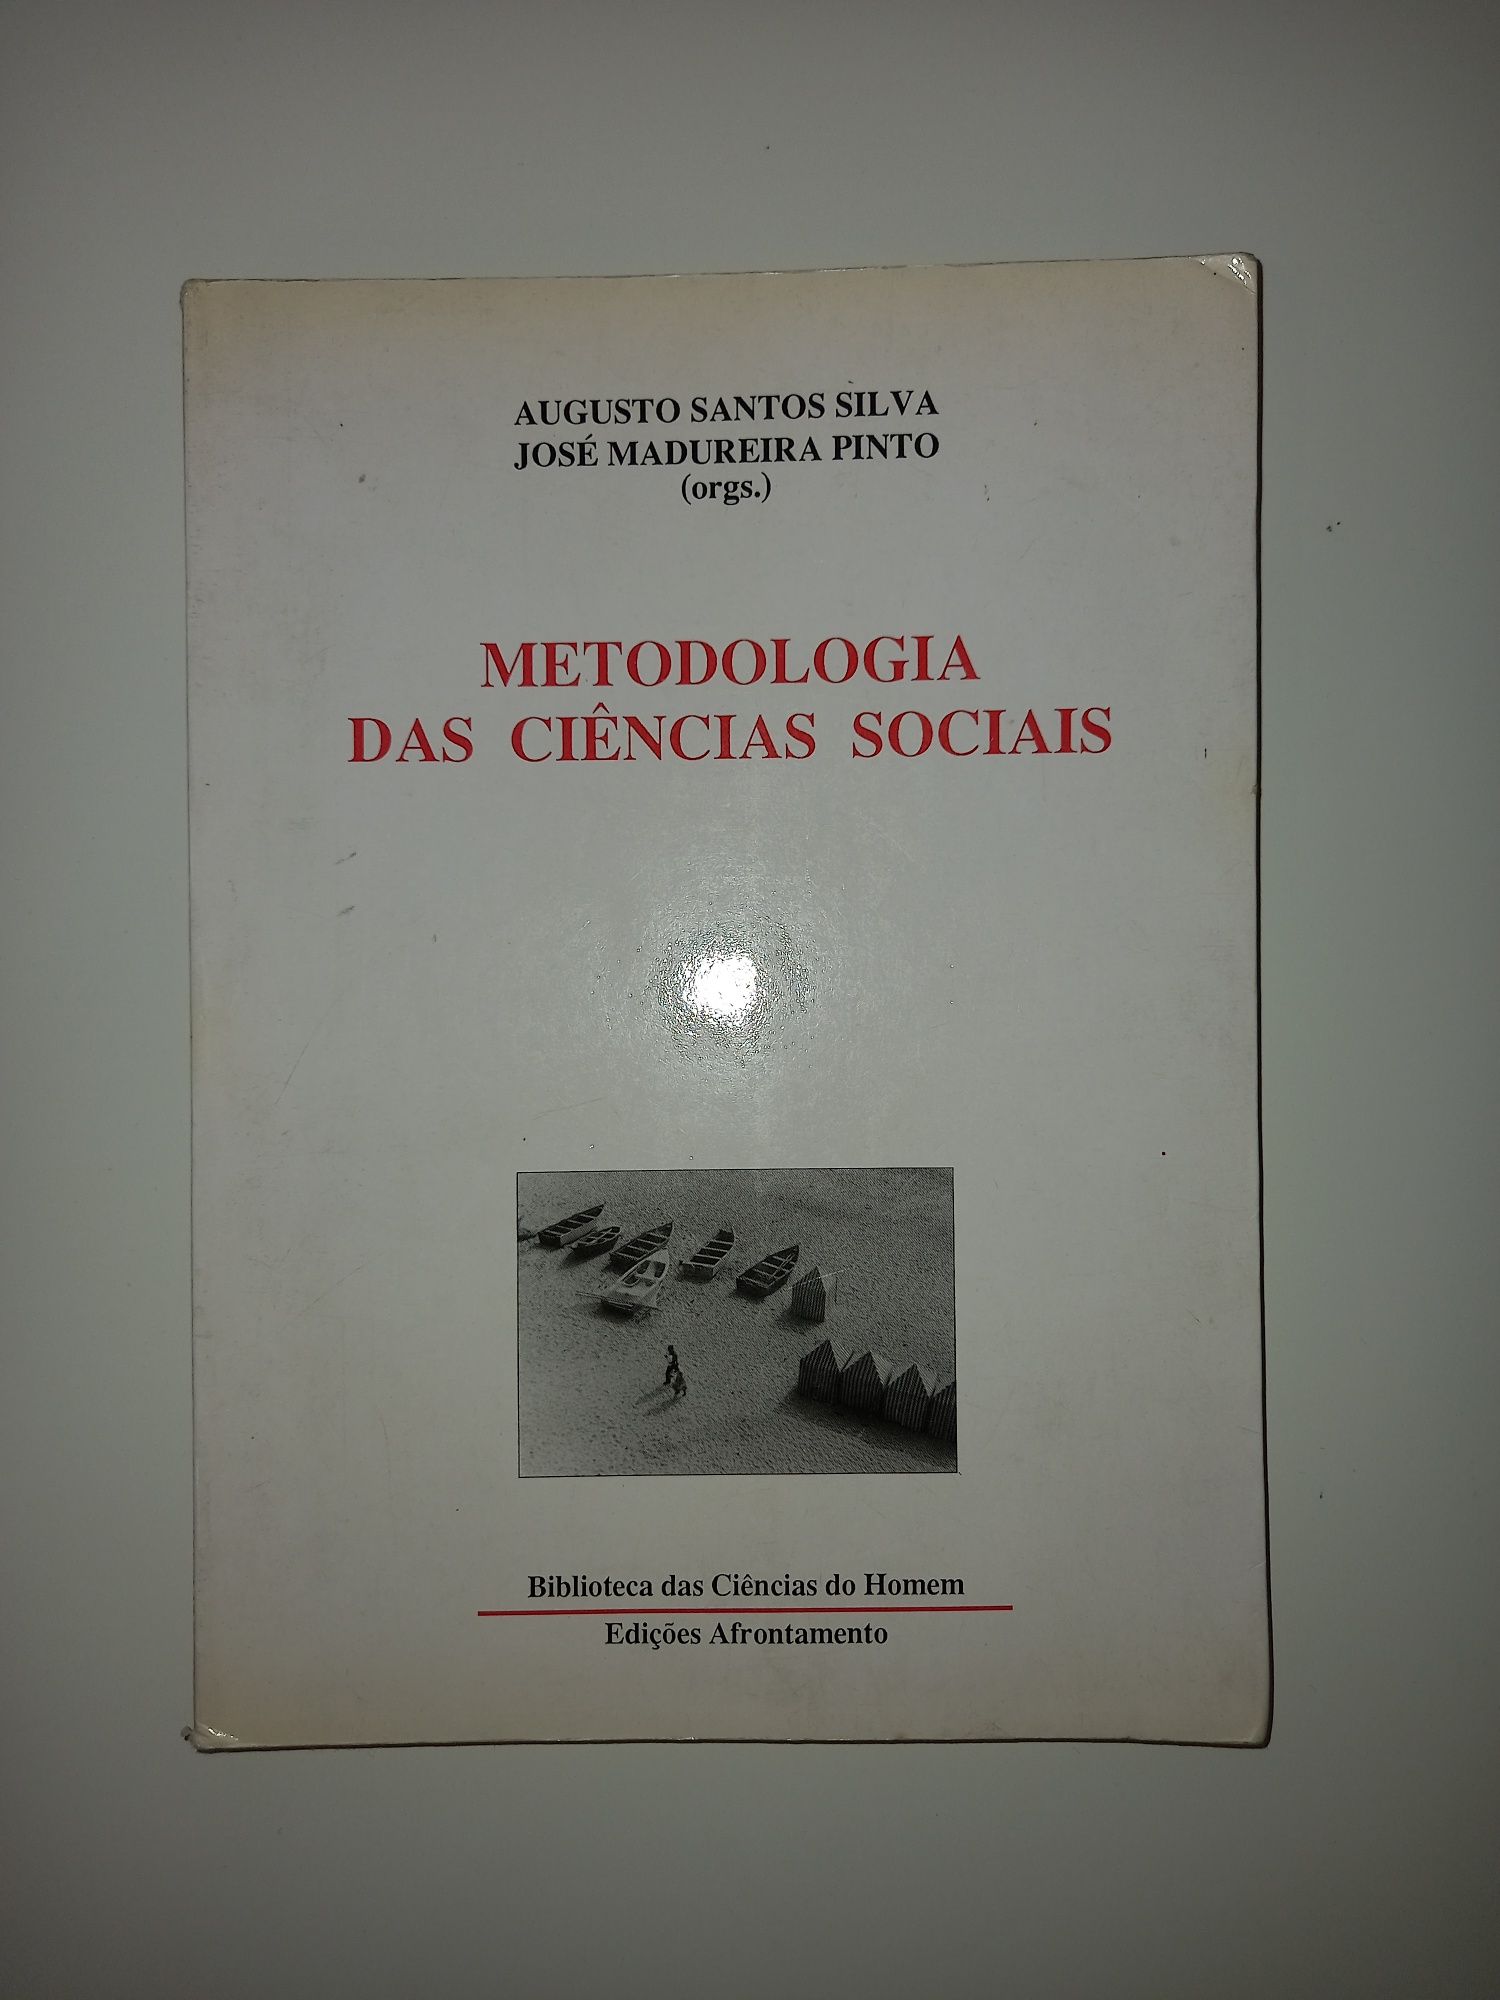 AUGUSTO SANTOS SILVA
JOSÉ MADUREIRA PINTO
(orgs.)
METODOLOGIA
DAS CIÊNCIAS SOCIAIS
Biblioteca das Ciências do Homem
Edições Afrontamento